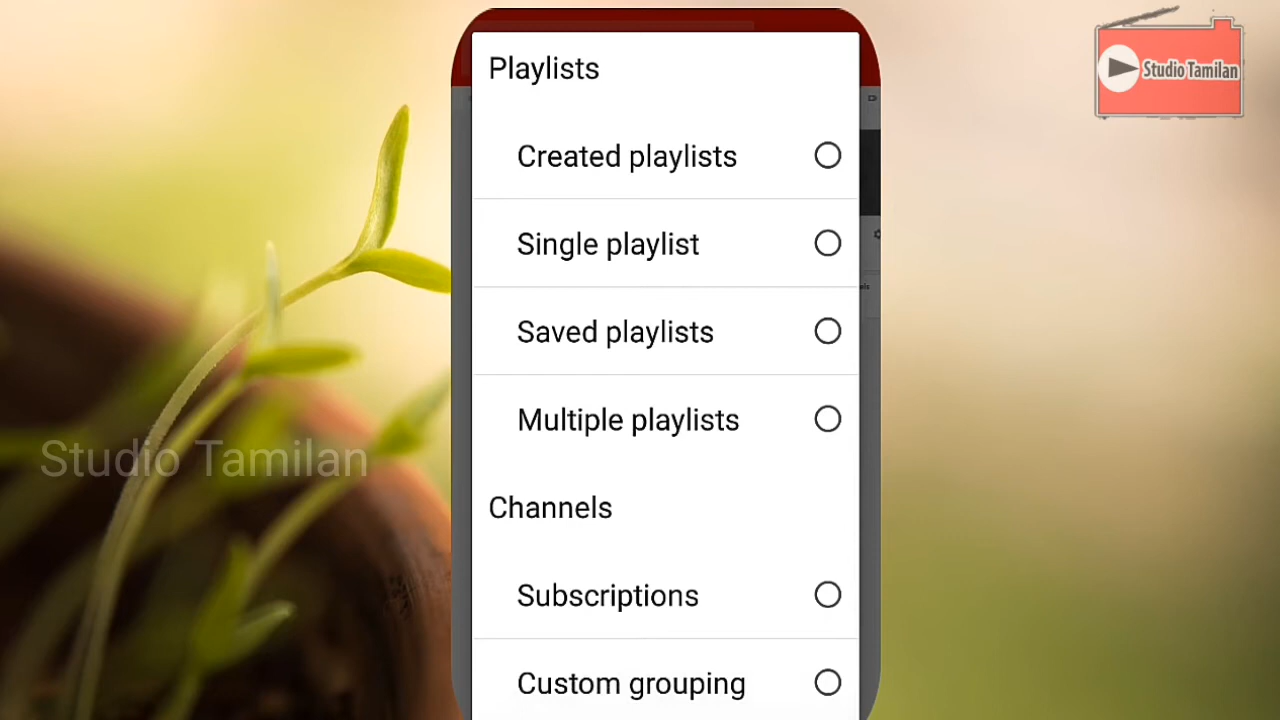 Playlists
Created playlists
Single playlist
Saved playlists
Multiple playlists
Channels
Subscriptions
Custom grouping
Studio Tamilan
Studio Tamilan